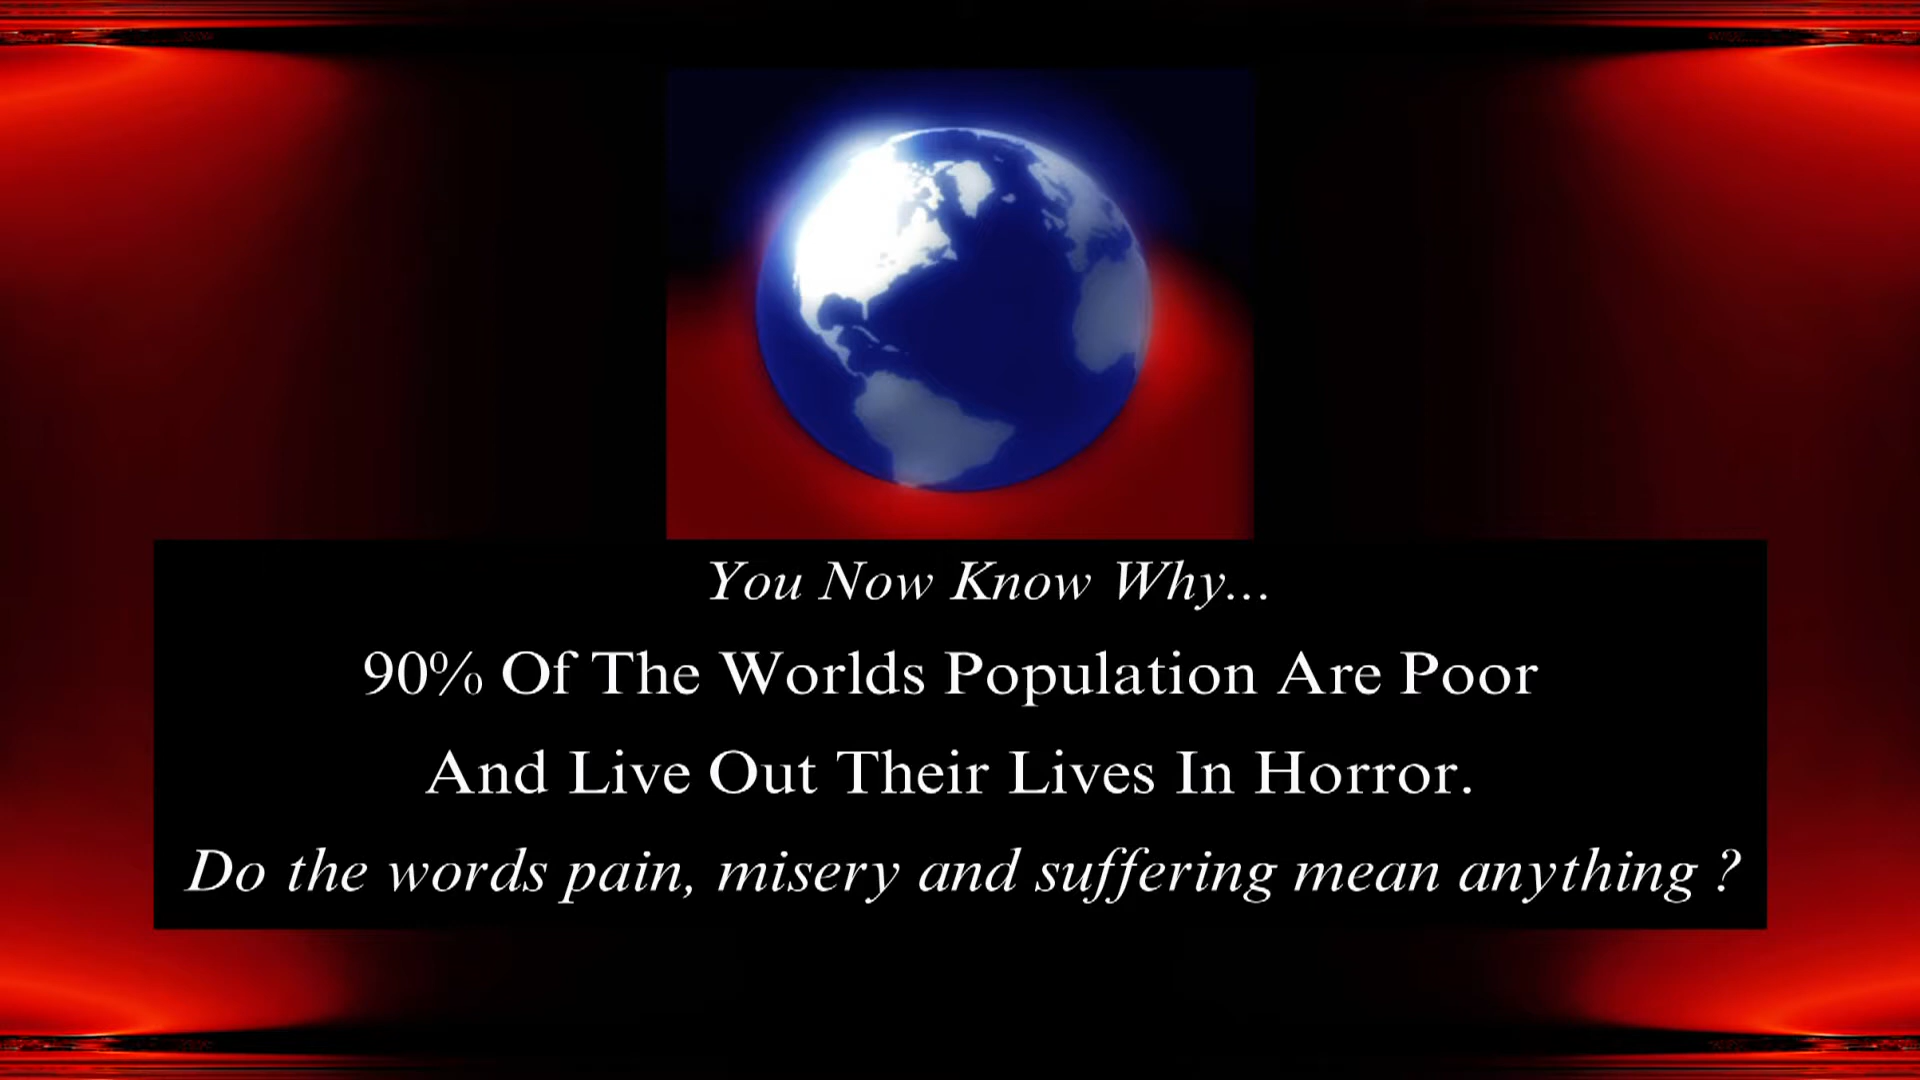 You Now Know Why...
90% Of The Worlds Population Are Poor
And Live Out Their Lives In Horror.
Do the words pain, misery and suffering mean anything ?